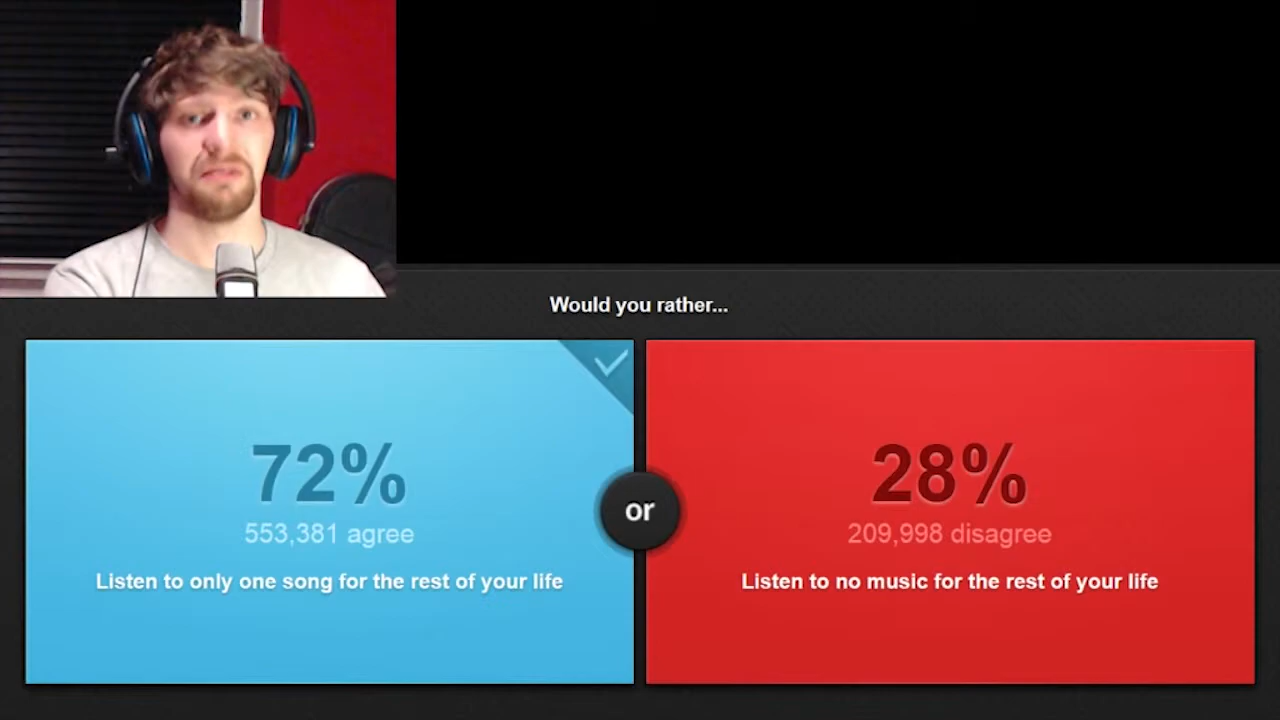 Would you rather...
72%
553,381 agree
Listen to only one song for the rest of your life
or
28%
209,998 disagree
Listen to no music for the rest of your life